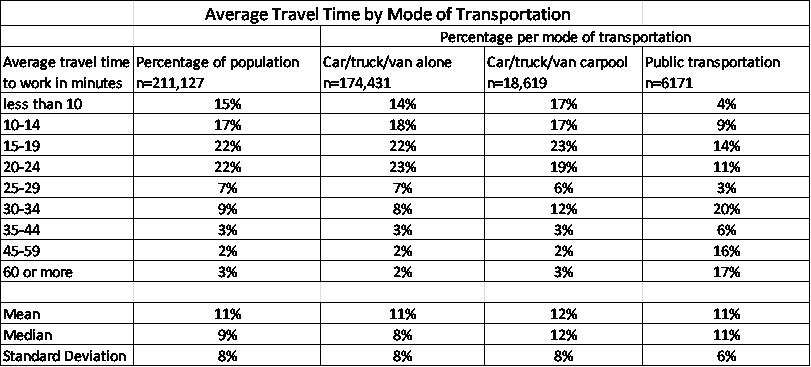 Average Travel Time by Mode of Transportation
Percentage per mode of transportation
Average travel time to work in minutes Percentage of population n=211,127 Car/truck/van alone n=174,431 Car/truck/van carpool n=18,619 Public transportation n=6171
less than 10 15% 14% 17% 4%
10-14 17% 18% 17% 9%
15-19 22% 22% 23% 14%
20-24 22% 23% 19% 11%
25-29 7% 7% 6% 3%
30-34 9% 8% 12% 20%
35-44 3% 3% 3% 6%
45-59 2% 2% 2% 16%
60 or more 3% 2% 3% 17%
Mean 11% 11% 12% 11%
Median 9% 8% 12% 11%
Standard Deviation 8% 8% 8% 6%